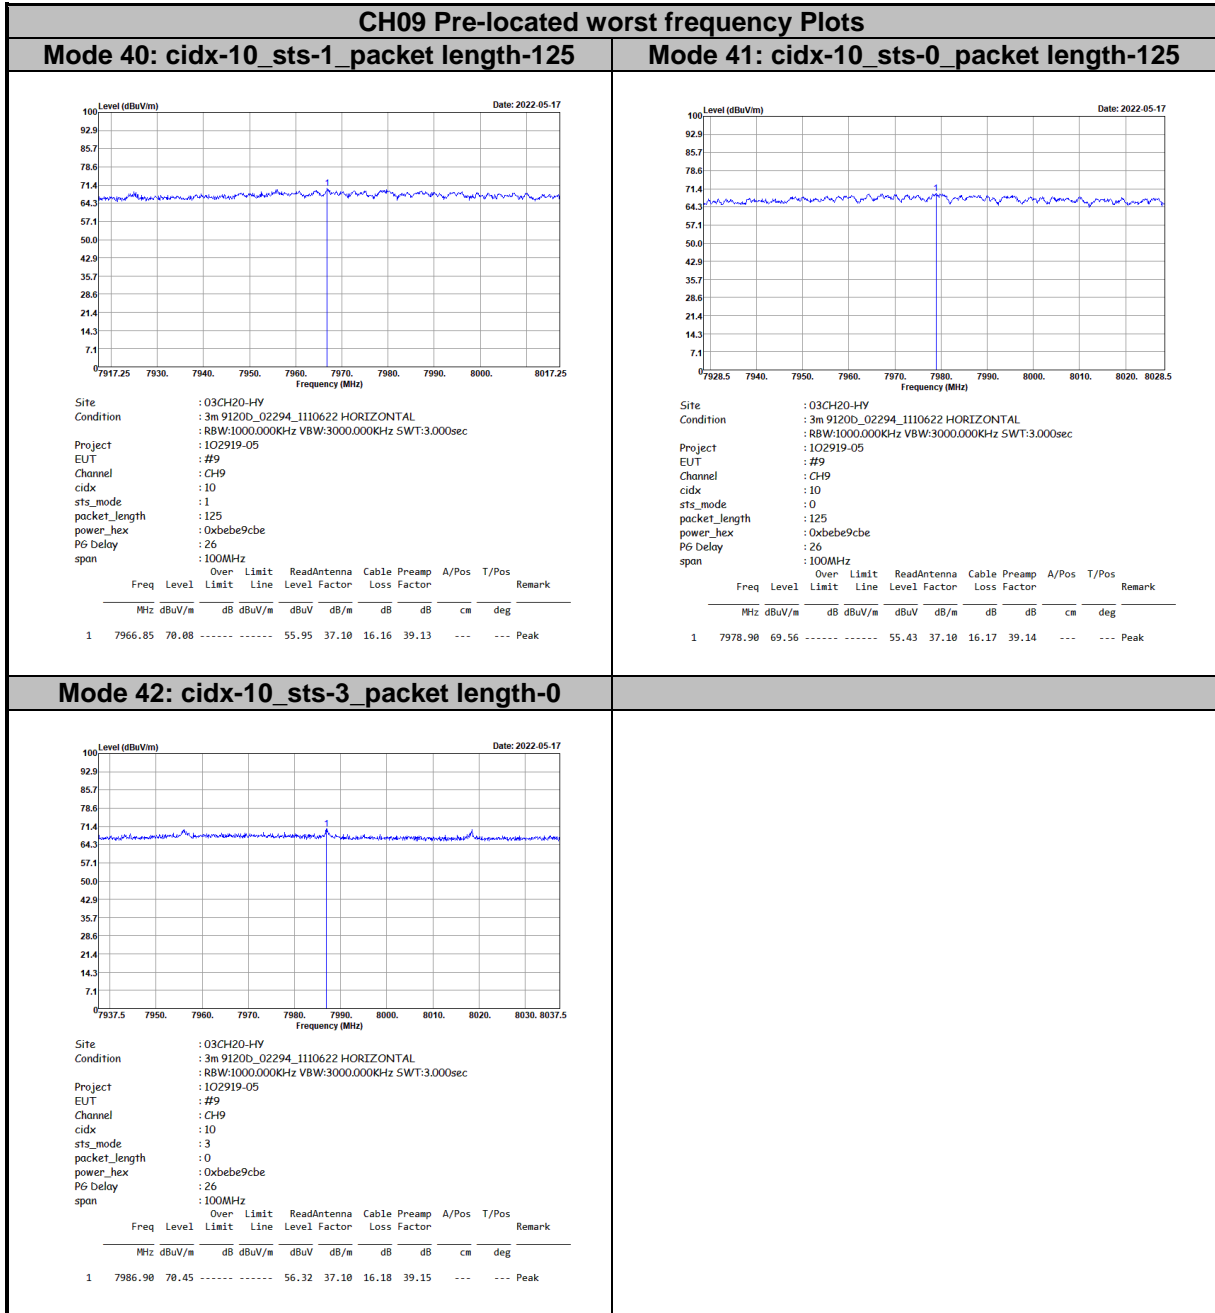 CH09 Pre-located worst frequency Plots
Mode 40: cidx-10_sts-1_packet length-125
Level (dBuV/m) Date: 2022-05-17
100
92.9
85.7
78.6
71.4
64.3
57.1
50.0
42.9
35.7
28.6
21.4
14.3
7.1
0
1
7917.25 7930. 7940. 7950. 7960. 7970. 7980. 7990. 8000. 8017.25
Frequency (MHz)
Site : 03CH20-HY
Condition : 3m 9120D_02294_1110622 HORIZONTAL
: RBW:1000.000KHz VBW:3000.000KHz SWT:3.000sec
Project : 1O2919-05
EUT : #9
Channel : CH9
cidx : 10
sts_mode : 1
packet_length : 125
power_hex : 0xbebe9cbe
PG Delay : 26
span : 100MHz
Over Limit ReadAntenna Cable Preamp A/Pos T/Pos
Freq Level Limit Line Level Factor Loss Factor Remark
MHz dBuV/m dB dBuV/m dBuV dB/m dB dB cm deg
1 7966.85 70.08 ------ ------ 55.95 37.10 16.16 39.13 --- --- Peak
Mode 41: cidx-10_sts-0_packet length-125
Level (dBuV/m) Date: 2022-05-17
100
92.9
85.7
78.6
71.4
64.3
57.1
50.0
42.9
35.7
28.6
21.4
14.3
7.1
0
1
7928.5 7940. 7950. 7960. 7970. 7980. 7990. 8000. 8010. 8020. 8028.5
Frequency (MHz)
Site : 03CH20-HY
Condition : 3m 9120D_02294_1110622 HORIZONTAL
: RBW:1000.000KHz VBW:3000.000KHz SWT:3.000sec
Project : 1O2919-05
EUT : #9
Channel : CH9
cidx : 10
sts_mode : 0
packet_length : 125
power_hex : 0xbebe9cbe
PG Delay : 26
span : 100MHz
Over Limit ReadAntenna Cable Preamp A/Pos T/Pos
Freq Level Limit Line Level Factor Loss Factor Remark
MHz dBuV/m dB dBuV/m dBuV dB/m dB dB cm deg
1 7978.90 69.56 ------ ------ 55.43 37.10 16.17 39.14 --- --- Peak
Mode 42: cidx-10_sts-3_packet length-0
Level (dBuV/m) Date: 2022-05-17
100
92.9
85.7
78.6
71.4
64.3
57.1
50.0
42.9
35.7
28.6
21.4
14.3
7.1
0
1
7937.5 7950. 7960. 7970. 7980. 7990. 8000. 8010. 8020. 8030. 8037.5
Frequency (MHz)
Site : 03CH20-HY
Condition : 3m 9120D_02294_1110622 HORIZONTAL
: RBW:1000.000KHz VBW:3000.000KHz SWT:3.000sec
Project : 1O2919-05
EUT : #9
Channel : CH9
cidx : 10
sts_mode : 3
packet_length : 0
power_hex : 0xbebe9cbe
PG Delay : 26
span : 100MHz
Over Limit ReadAntenna Cable Preamp A/Pos T/Pos
Freq Level Limit Line Level Factor Loss Factor Remark
MHz dBuV/m dB dBuV/m dBuV dB/m dB dB cm deg
1 7986.90 70.45 ------ ------ 56.32 37.10 16.18 39.15 --- --- Peak